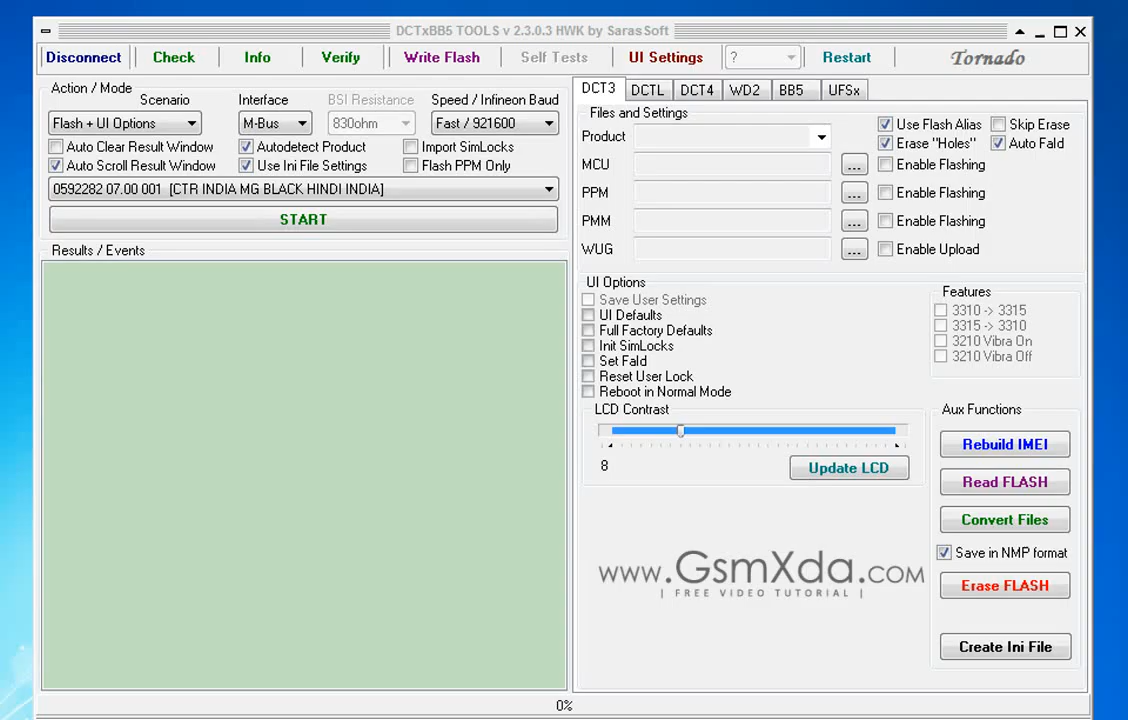 DCTxBB5 TOOLS v 2.3.0.3 HWK by SarasSoft
Disconnect
Check
Info
Verify
Write Flash
Self Tests
UI Settings
?
Restart
Tornado
Action / Mode
Scenario
Interface
BSI Resistance
Speed / Infineon Baud
Flash + UI Options
M-Bus
830ohm
Fast / 921600
Auto Clear Result Window
Autodetect Product
Import SimLocks
Auto Scroll Result Window
Use Ini File Settings
Flash PPM Only
0592282 07.00 001 [CTR INDIA MG BLACK HINDI INDIA]
START
Results / Events
DCT3
DCTL
DCT4
WD2
BB5
UFSx
Files and Settings
Product
Use Flash Alias
Skip Erase
Erase "Holes"
Auto Fald
MCU
...
Enable Flashing
PPM
...
Enable Flashing
PMM
...
Enable Flashing
WUG
...
Enable Upload
UI Options
Save User Settings
UI Defaults
Full Factory Defaults
Init SimLocks
Set Fald
Reset User Lock
Reboot in Normal Mode
Features
3310 -> 3315
3315 -> 3310
3210 Vibra On
3210 Vibra Off
LCD Contrast
8
Update LCD
Aux Functions
Rebuild IMEI
Read FLASH
Convert Files
Save in NMP format
Erase FLASH
Create Ini File
www.GsmXda.com
| FREE VIDEO TUTORIAL |
0%